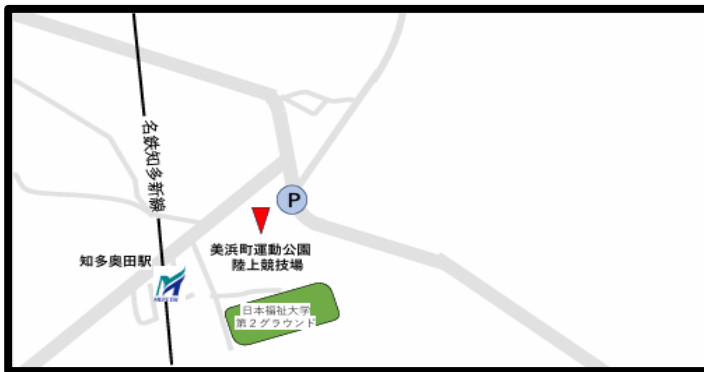 名鉄知多新線
P
知多奥田駅
美浜町運動公園
陸上競技場
日本福祉大学
第2グラウンド